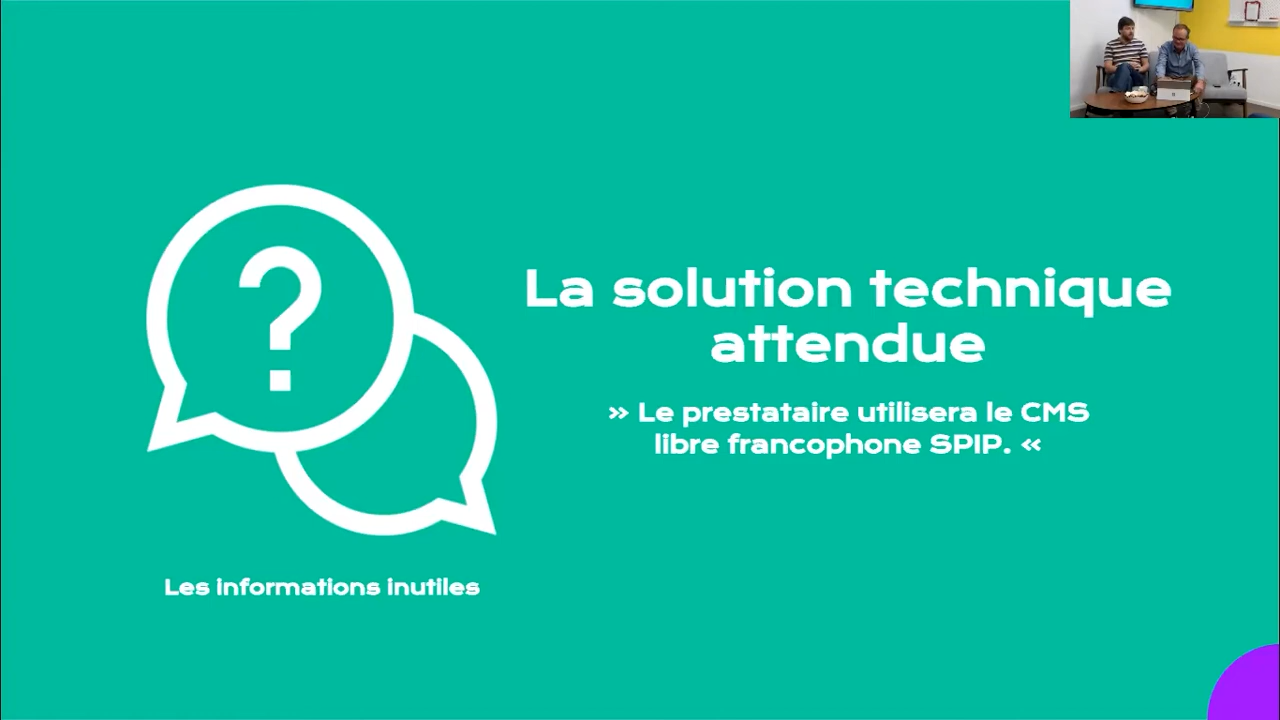 ?
La solution technique
attendue
» Le prestataire utilisera le CMS
libre francophone SPIP. «
Les informations inutiles